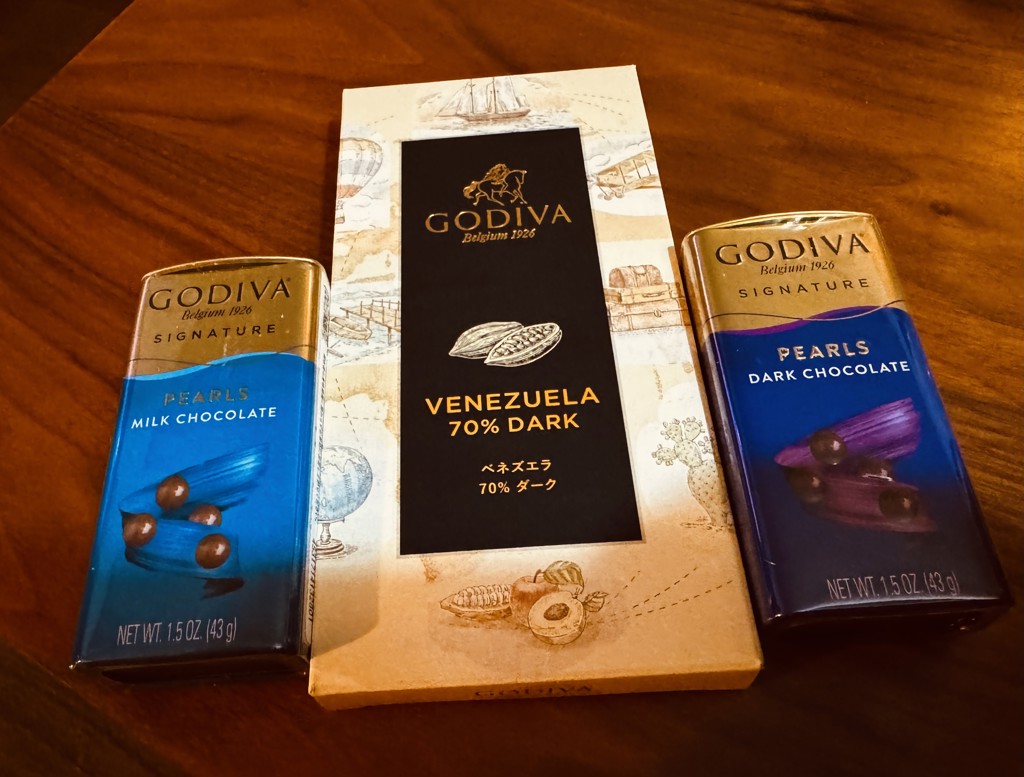 GODIVA
Belgium 1926
SIGNATURE
PEARLS
MILK CHOCOLATE
NET WT. 1.5 OZ. (43 g)
GODIVA
Belgium 1926
VENEZUELA
70% DARK
ベネズエラ
70% ダーク
GODIVA
GODIVA
Belgium 1926
SIGNATURE
PEARLS
DARK CHOCOLATE
NET WT. 1.5 OZ. (43 g)